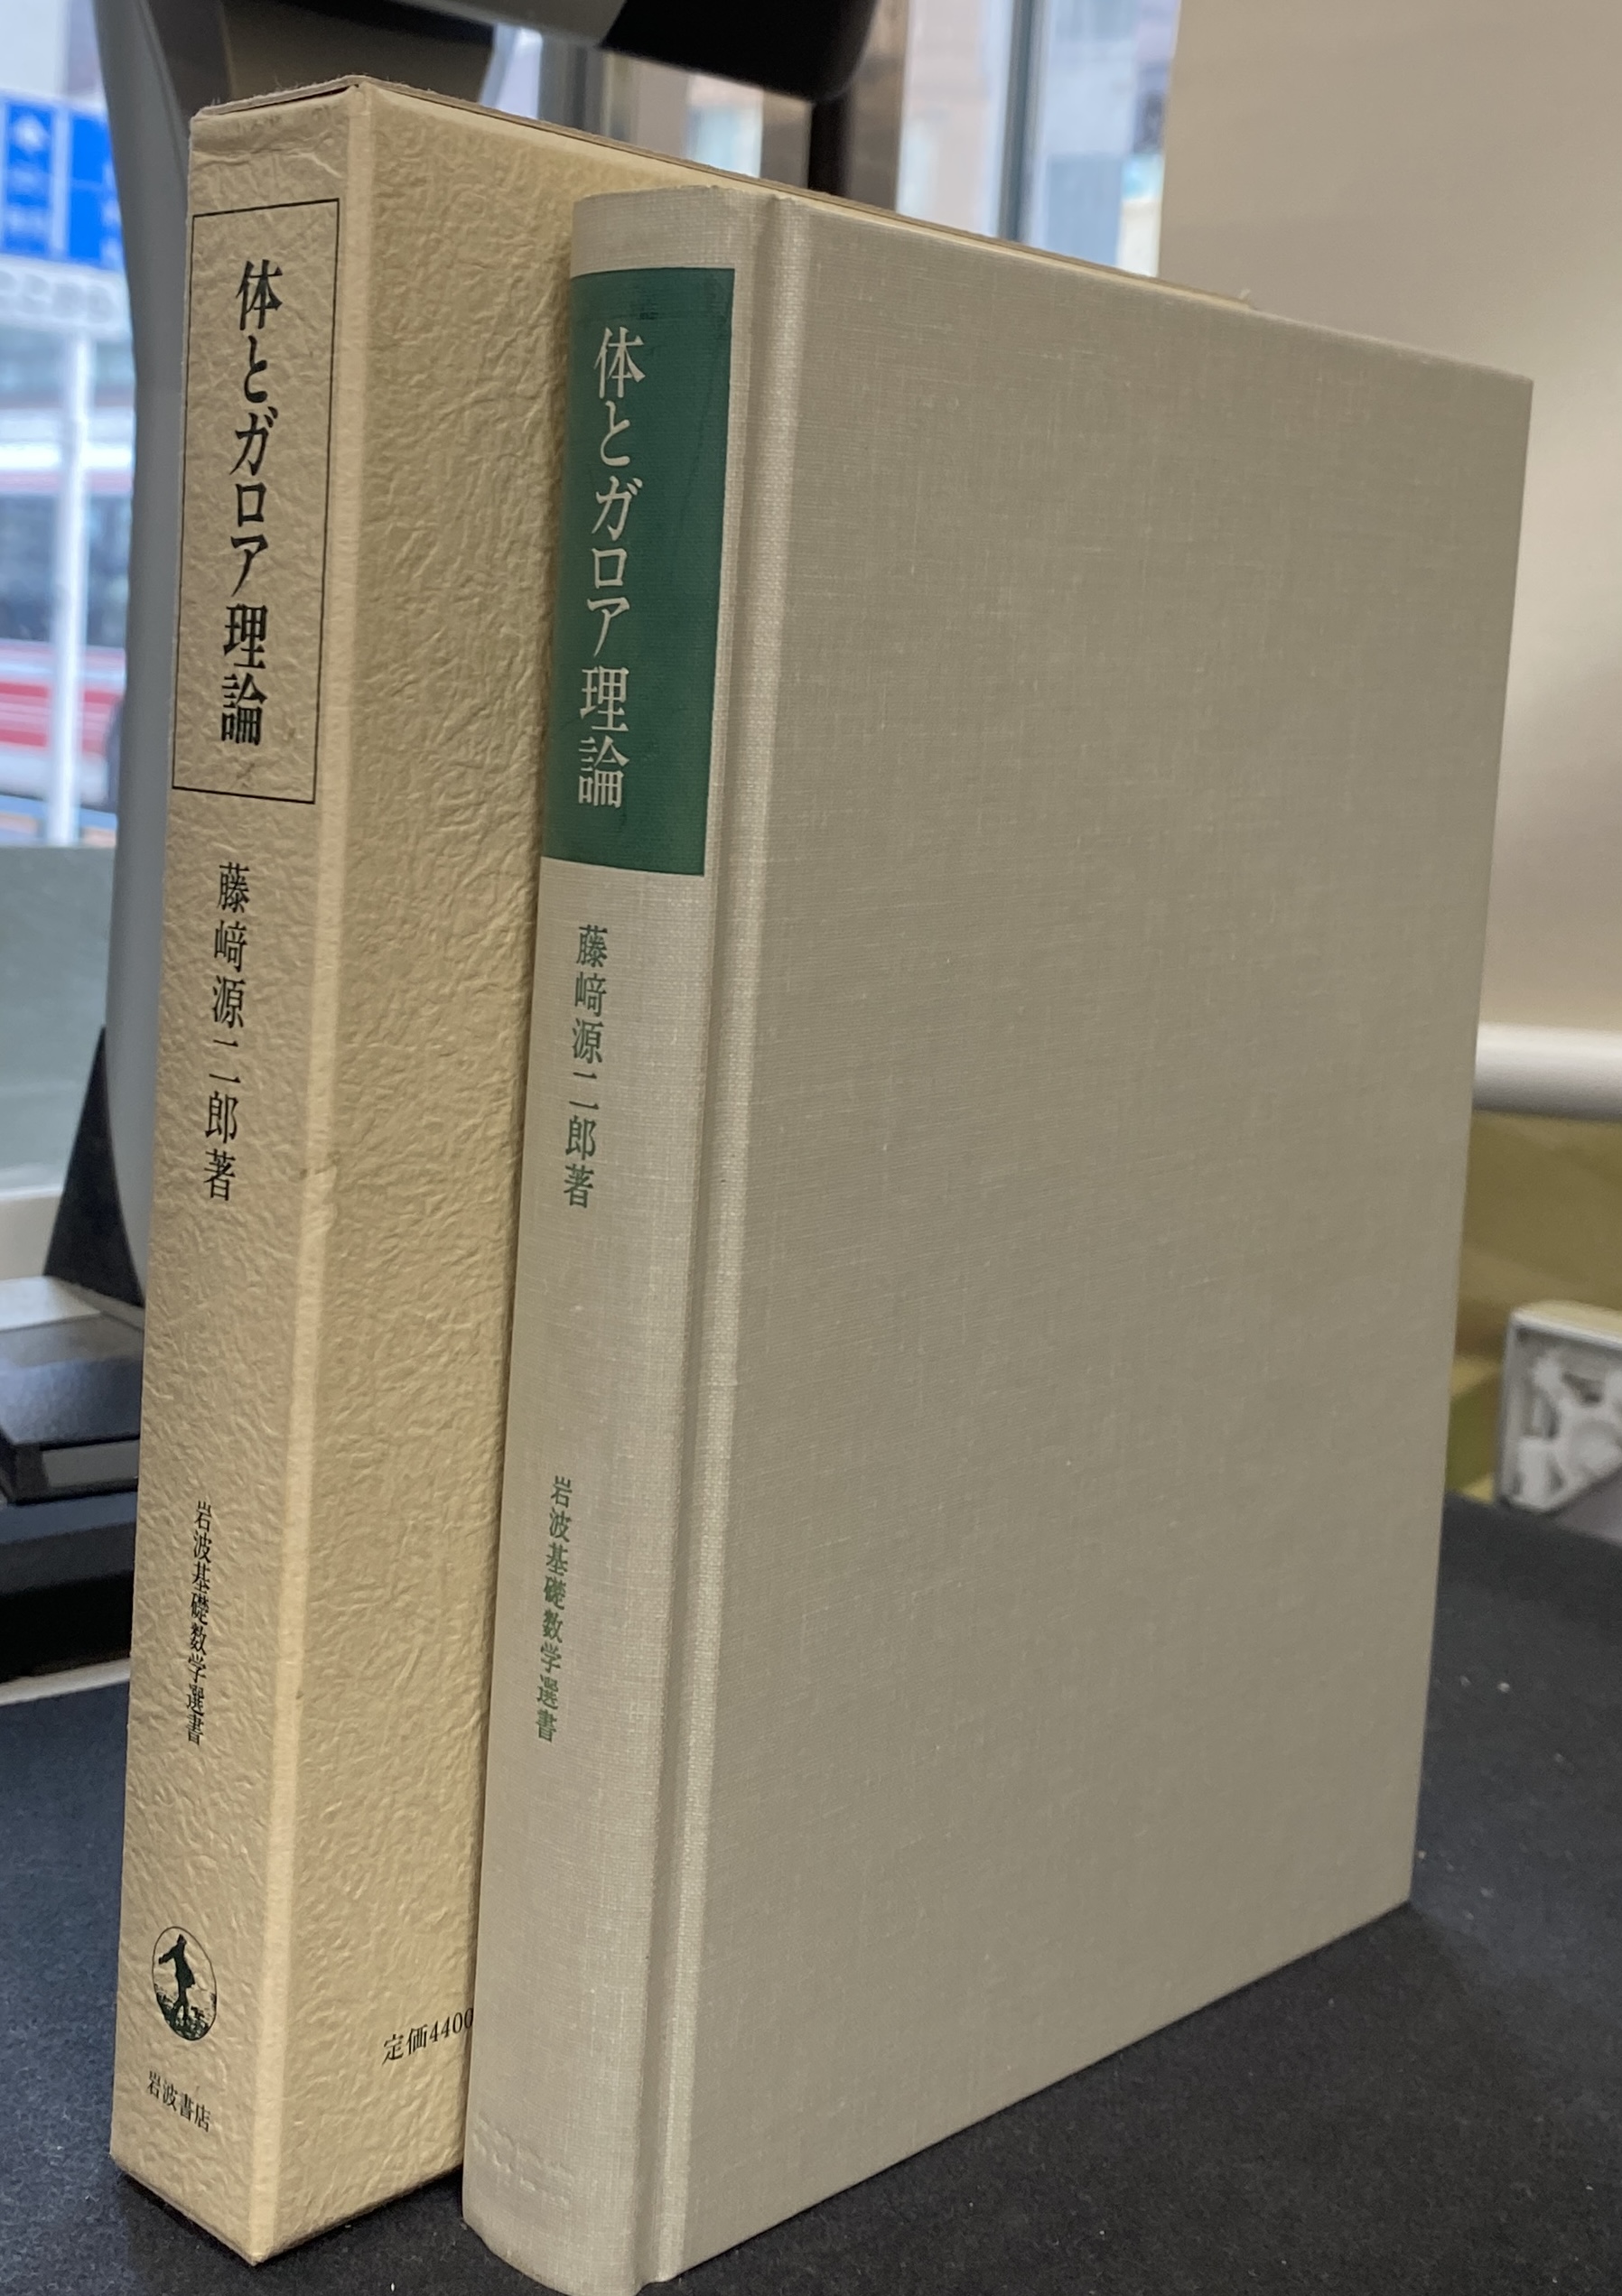 体とガロア理論
藤﨑源二郎著
岩波基礎数学選書
岩波書店
定価4400
体とガロア理論
藤﨑源二郎著
岩波基礎数学選書